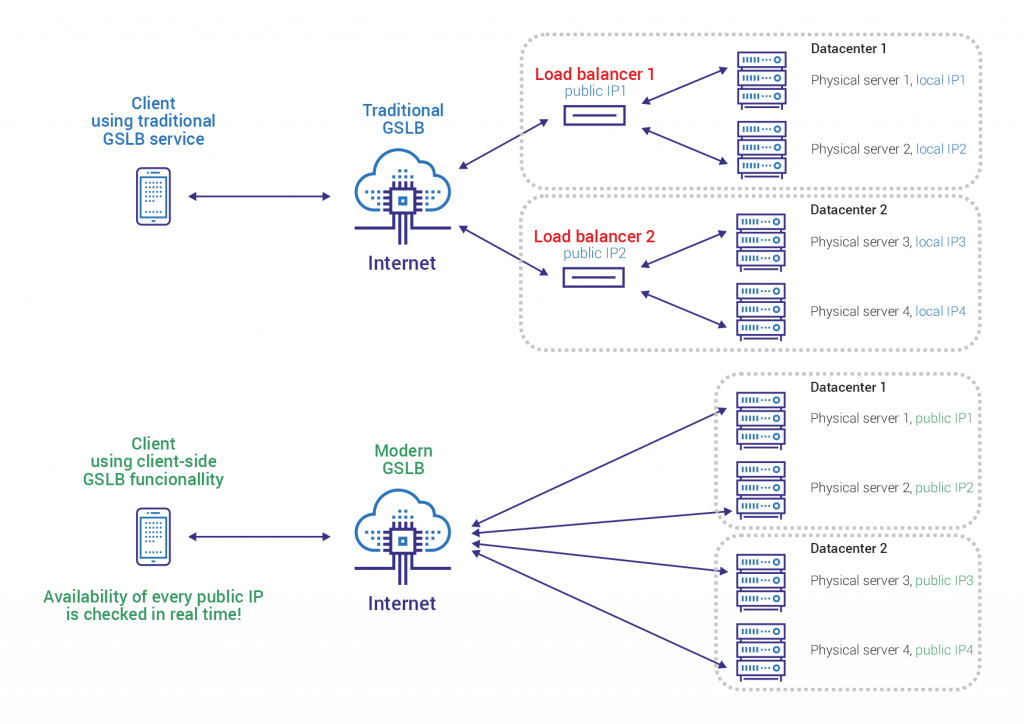 Client
using traditional
GSLB service
Traditional
GSLB
Internet
Load balancer 1
public IP1
Datacenter 1
Physical server 1, local IP1
Physical server 2, local IP2
Load balancer 2
public IP2
Datacenter 2
Physical server 3, local IP3
Physical server 4, local IP4
Client
using client-side
GSLB funcionallity
Availability of every public IP
is checked in real time!
Modern
GSLB
Internet
Datacenter 1
Physical server 1, public IP1
Physical server 2, public IP2
Datacenter 2
Physical server 3, public IP3
Physical server 4, public IP4